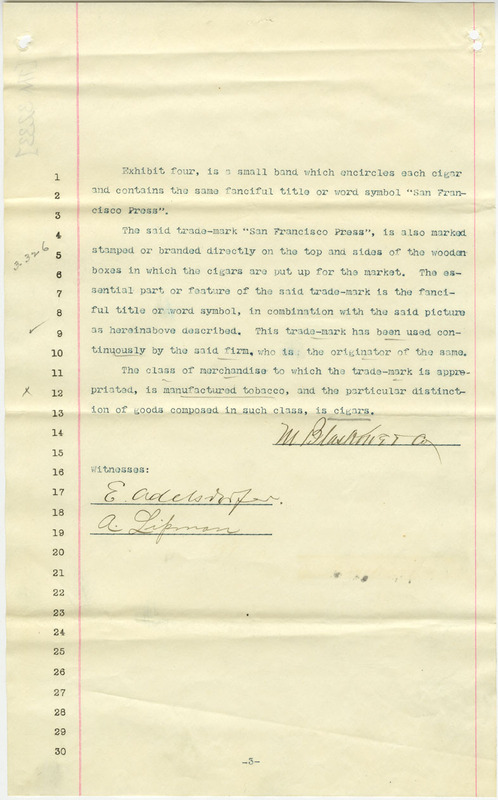 Exhibit four, is a small band which encircles each cigar
1
and contains the same fanciful title or word symbol "San Fran-
2
cisco Press".
3
The said trade-mark "San Francisco Press", is also marked
4
stamped or branded directly on the top and sides of the wooden
5
3.326
boxes in which the cigars are put up for the market. The es-
6
sential part or feature of the said trade-mark is the fanci-
7
ful title or word symbol, in combination with the said picture
8
as hereinabove described. This trade-mark has been used con-
9
tinuously by the said firm, who is the originator of the same.
10
The class of merchandise to which the trade-mark is appro-
11
priated, is manufactured tobacco, and the particular distinct-
12
x
ion of goods composed in such class, is cigars.
13
M Blaskower & Co
14
15
Witnesses:
16
E. Adelsdorfer.
17
18
A. Lipman
19
20
21
22
23
24
25
26
27
28
29
30
-3-